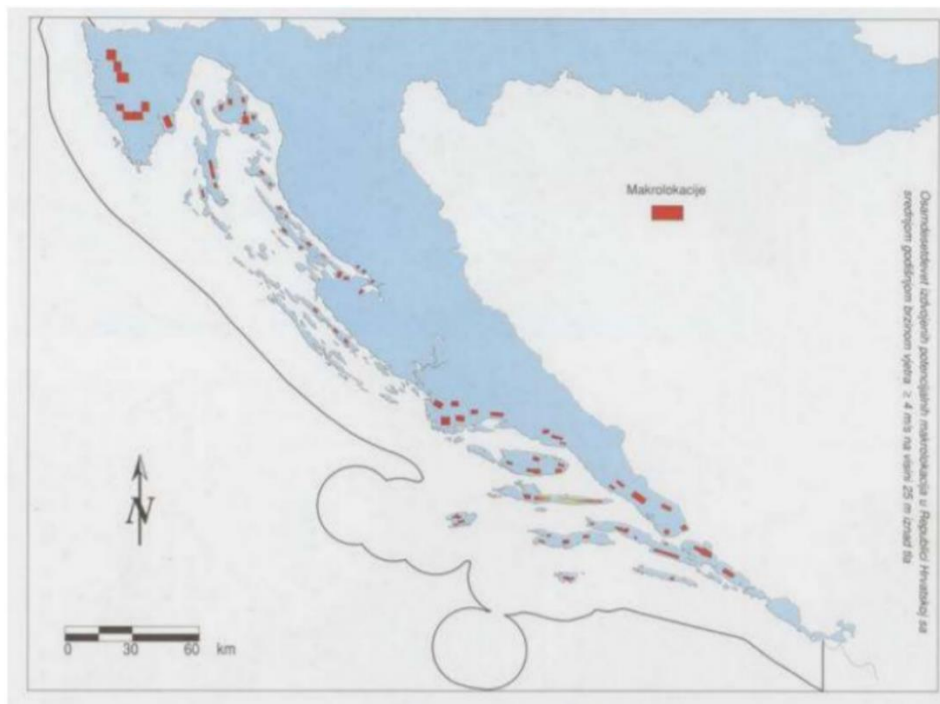 Makrolokacije
Osamdesetdevet izdvojenih potencijalnih makrolokacija u Republici Hrvatskoj sa
srednjom godišnjom brzinom vjetra ≥ 4 m/s na visini 25 m iznad tla
N
0 30 60 km